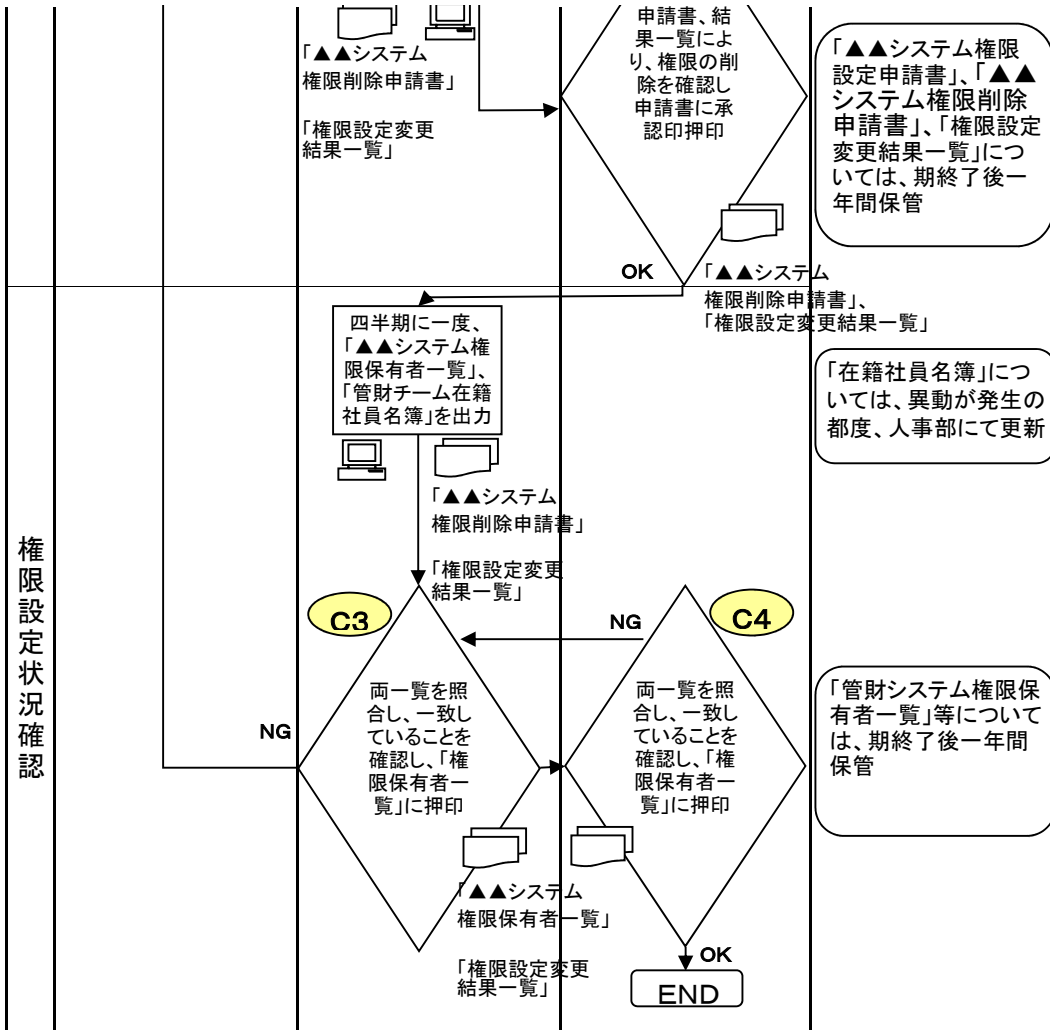 「▲▲システム
権限削除申請書」
「権限設定変更
結果一覧」
申請書、結
果一覧によ
り、権限の削
除を確認し
申請書に承
認印押印
「▲▲システム権限
設定申請書」、「▲▲
システム権限削除
申請書」、「権限設定
変更結果一覧」につ
いては、期終了後一
年間保管
OK
「▲▲システム
権限削除申請書」、
「権限設定変更結果一覧」
権限設定状況確認
四半期に一度、
「▲▲システム権
限保有者一覧」、
「管財チーム在籍
社員名簿」を出力
「在籍社員名簿」につ
いては、異動が発生の
都度、人事部にて更新
「▲▲システム
権限削除申請書」
「権限設定変更
結果一覧」
C3
NG
C4
NG
両一覧を照
合し、一致し
ていることを
確認し、「権
限保有者一
覧」に押印
両一覧を照
合し、一致し
ていることを
確認し、「権
限保有者一
覧」に押印
「管財システム権限保
有者一覧」等について
は、期終了後一年間
保管
「▲▲システム
権限保有者一覧」
「権限設定変更
結果一覧」
OK
END